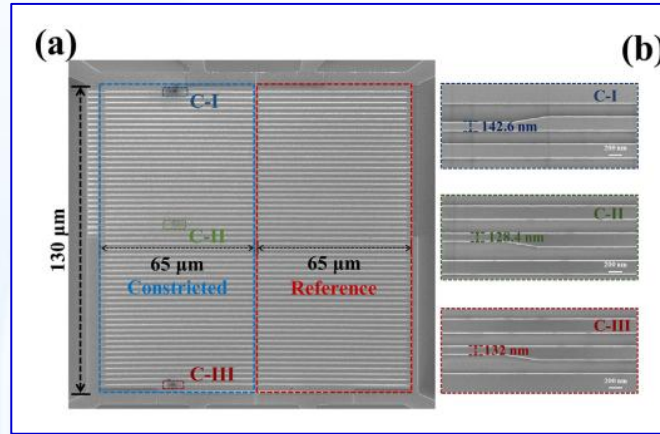 (a)
(b)
C-I
C-II
C-III
130 μm
65 μm
Constricted
65 μm
Reference
C-I
142.6 nm
200 nm
C-II
128.4 nm
200 nm
C-III
132 nm
200 nm